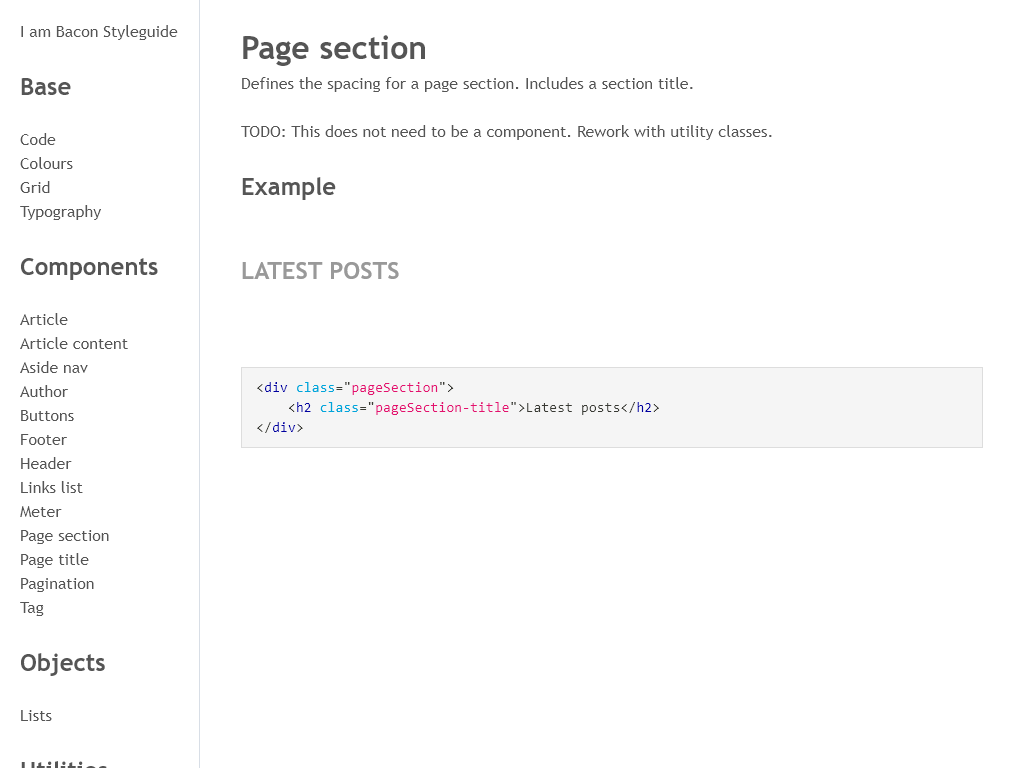 I am Bacon Styleguide
Base
Code
Colours
Grid
Typography
Components
Article
Article content
Aside nav
Author
Buttons
Footer
Header
Links list
Meter
Page section
Page title
Pagination
Tag
Objects
Lists
Utilities
Page section
Defines the spacing for a page section. Includes a section title.
TODO: This does not need to be a component. Rework with utility classes.
Example
LATEST POSTS
<div class="pageSection">
    <h2 class="pageSection-title">Latest posts</h2>
</div>